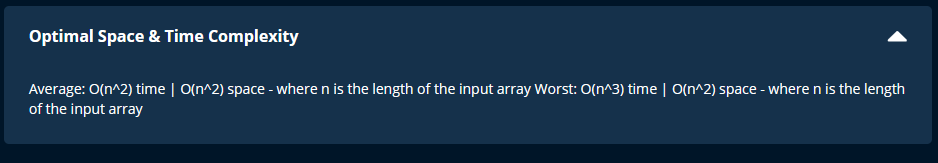 Optimal Space & Time Complexity
Average: O(n^2) time | O(n^2) space - where n is the length of the input array Worst: O(n^3) time | O(n^2) space - where n is the length
of the input array